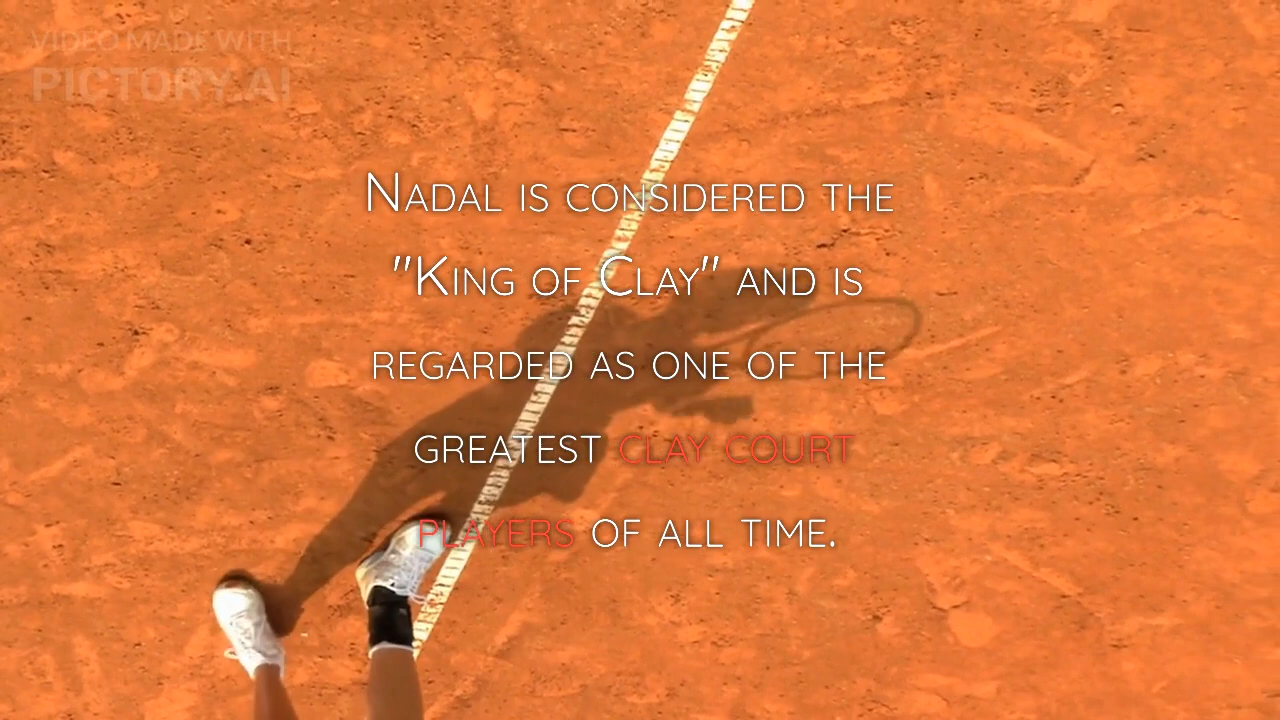 VIDEO MADE WITH
PICTORY.AI
Nadal is considered the
"King of Clay" and is
regarded as one of the
greatest clay court
players of all time.